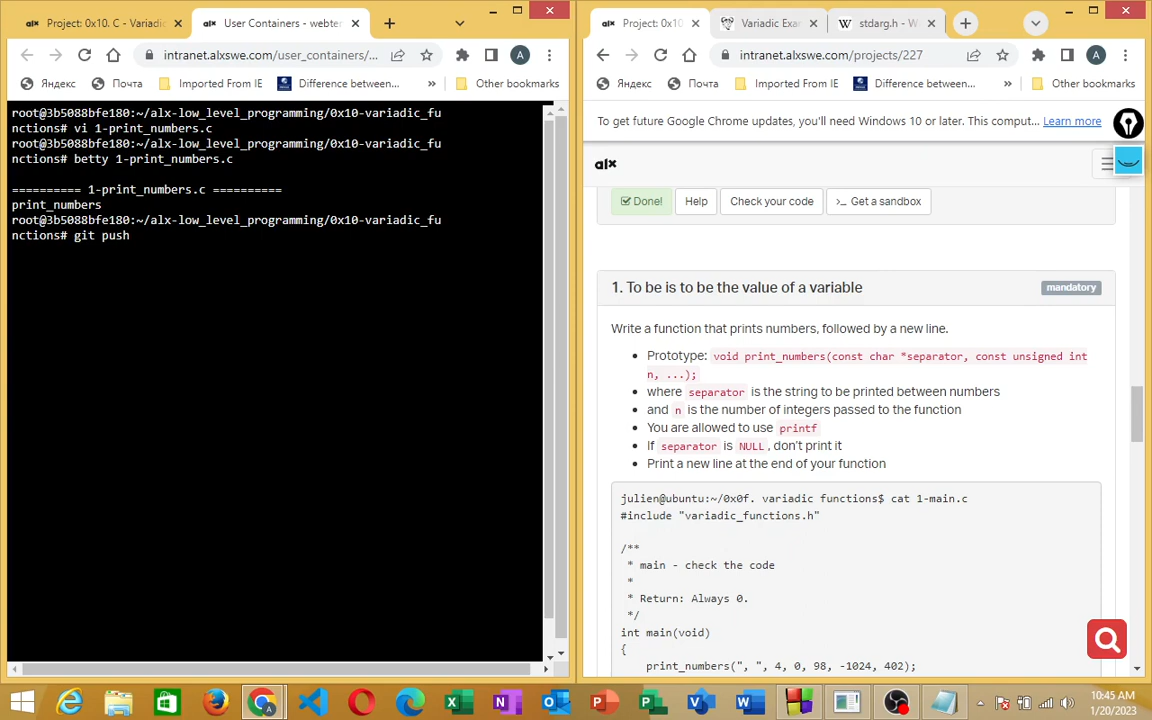 Project: 0x10. C - Variadic
User Containers - webter
intranet.alxswe.com/user_containers/...
A
Яндекс
Почта
Imported From IE
Difference between...
»
Other bookmarks
root@3b5088bfe180:~/alx-low_level_programming/0x10-variadic_fu
nctions# vi 1-print_numbers.c
root@3b5088bfe180:~/alx-low_level_programming/0x10-variadic_fu
nctions# betty 1-print_numbers.c
========== 1-print_numbers.c ==========
print_numbers
root@3b5088bfe180:~/alx-low_level_programming/0x10-variadic_fu
nctions# git push
Project: 0x10
Variadic Exa
stdarg.h - W
intranet.alxswe.com/projects/227
A
Яндекс
Почта
Imported From IE
Difference between...
»
Other bookmarks
To get future Google Chrome updates, you'll need Windows 10 or later. This comput... Learn more
alx
Done!
Help
Check your code
>_ Get a sandbox
1. To be is to be the value of a variable
mandatory
Write a function that prints numbers, followed by a new line.
• Prototype: void print_numbers(const char *separator, const unsigned int
n, ...);
• where separator is the string to be printed between numbers
• and n is the number of integers passed to the function
• You are allowed to use printf
• If separator is NULL, don't print it
• Print a new line at the end of your function
julien@ubuntu:~/0x0f. variadic functions$ cat 1-main.c
#include "variadic_functions.h"
/**
* main - check the code
*
* Return: Always 0.
*/
int main(void)
{
print_numbers(", ", 4, 0, 98, -1024, 402);
10:45 AM
1/20/2023